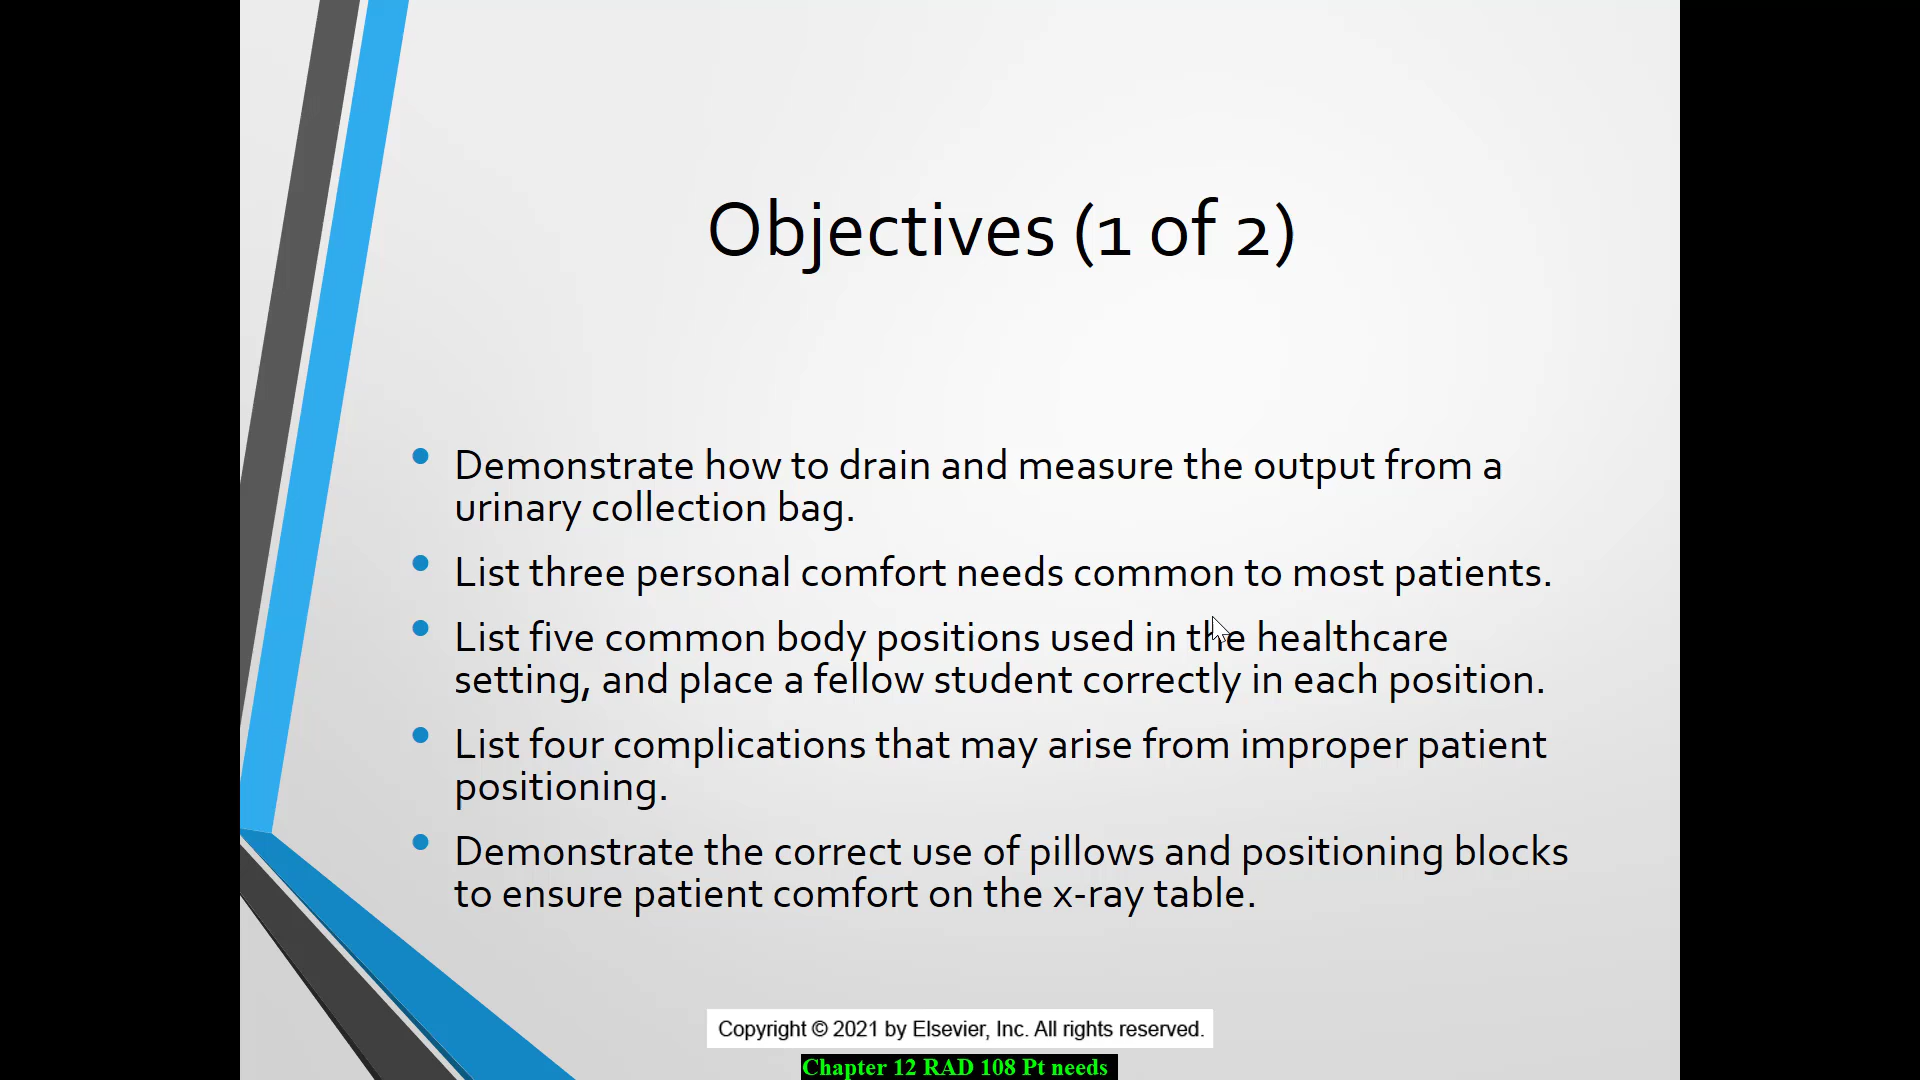 Objectives (1 of 2)
• Demonstrate how to drain and measure the output from a
urinary collection bag.
• List three personal comfort needs common to most patients.
• List five common body positions used in the healthcare
setting, and place a fellow student correctly in each position.
• List four complications that may arise from improper patient
positioning.
• Demonstrate the correct use of pillows and positioning blocks
to ensure patient comfort on the x-ray table.
Copyright © 2021 by Elsevier, Inc. All rights reserved.
Chapter 12 RAD 108 Pt needs